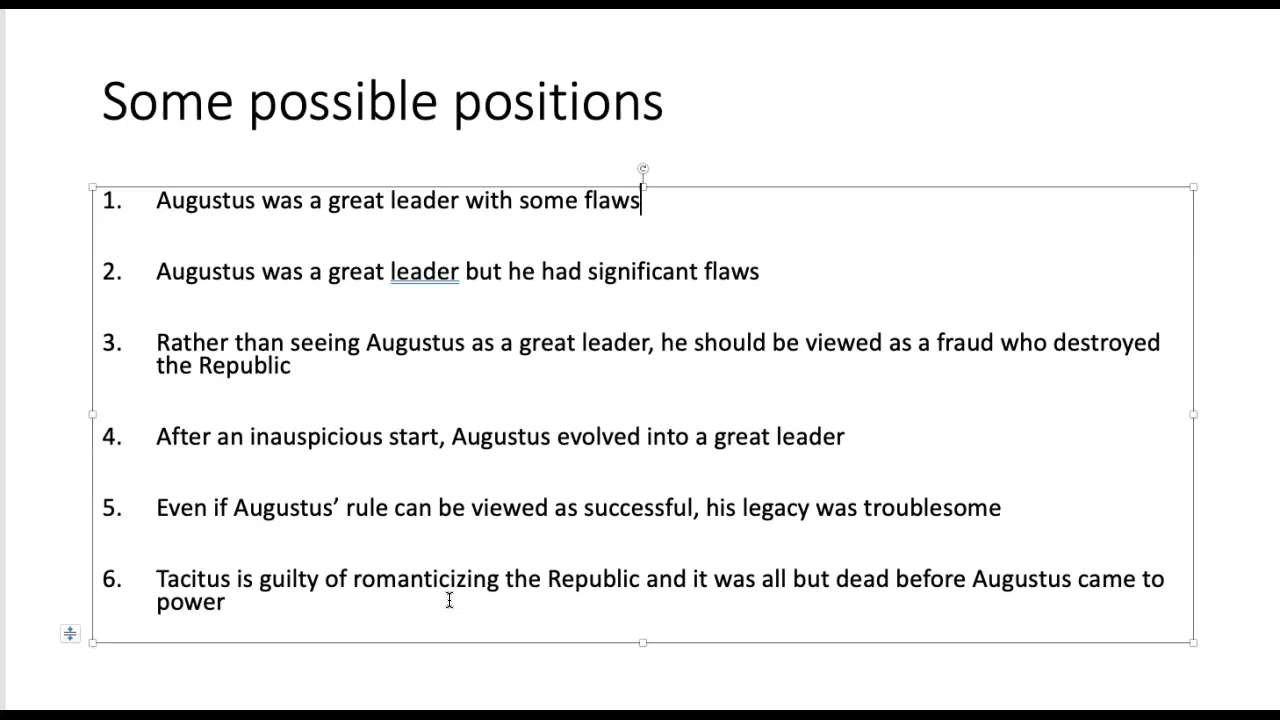 Some possible positions
1. Augustus was a great leader with some flaws
2. Augustus was a great leader but he had significant flaws
3. Rather than seeing Augustus as a great leader, he should be viewed as a fraud who destroyed
the Republic
4. After an inauspicious start, Augustus evolved into a great leader
5. Even if Augustus’ rule can be viewed as successful, his legacy was troublesome
6. Tacitus is guilty of romanticizing the Republic and it was all but dead before Augustus came to
power